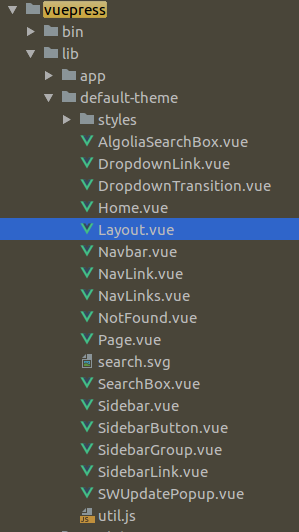 vuepress
bin
lib
app
default-theme
styles
AlgoliaSearchBox.vue
DropdownLink.vue
DropdownTransition.vue
Home.vue
Layout.vue
Navbar.vue
NavLink.vue
NavLinks.vue
NotFound.vue
Page.vue
search.svg
SearchBox.vue
Sidebar.vue
SidebarButton.vue
SidebarGroup.vue
SidebarLink.vue
SWUpdatePopup.vue
util.js